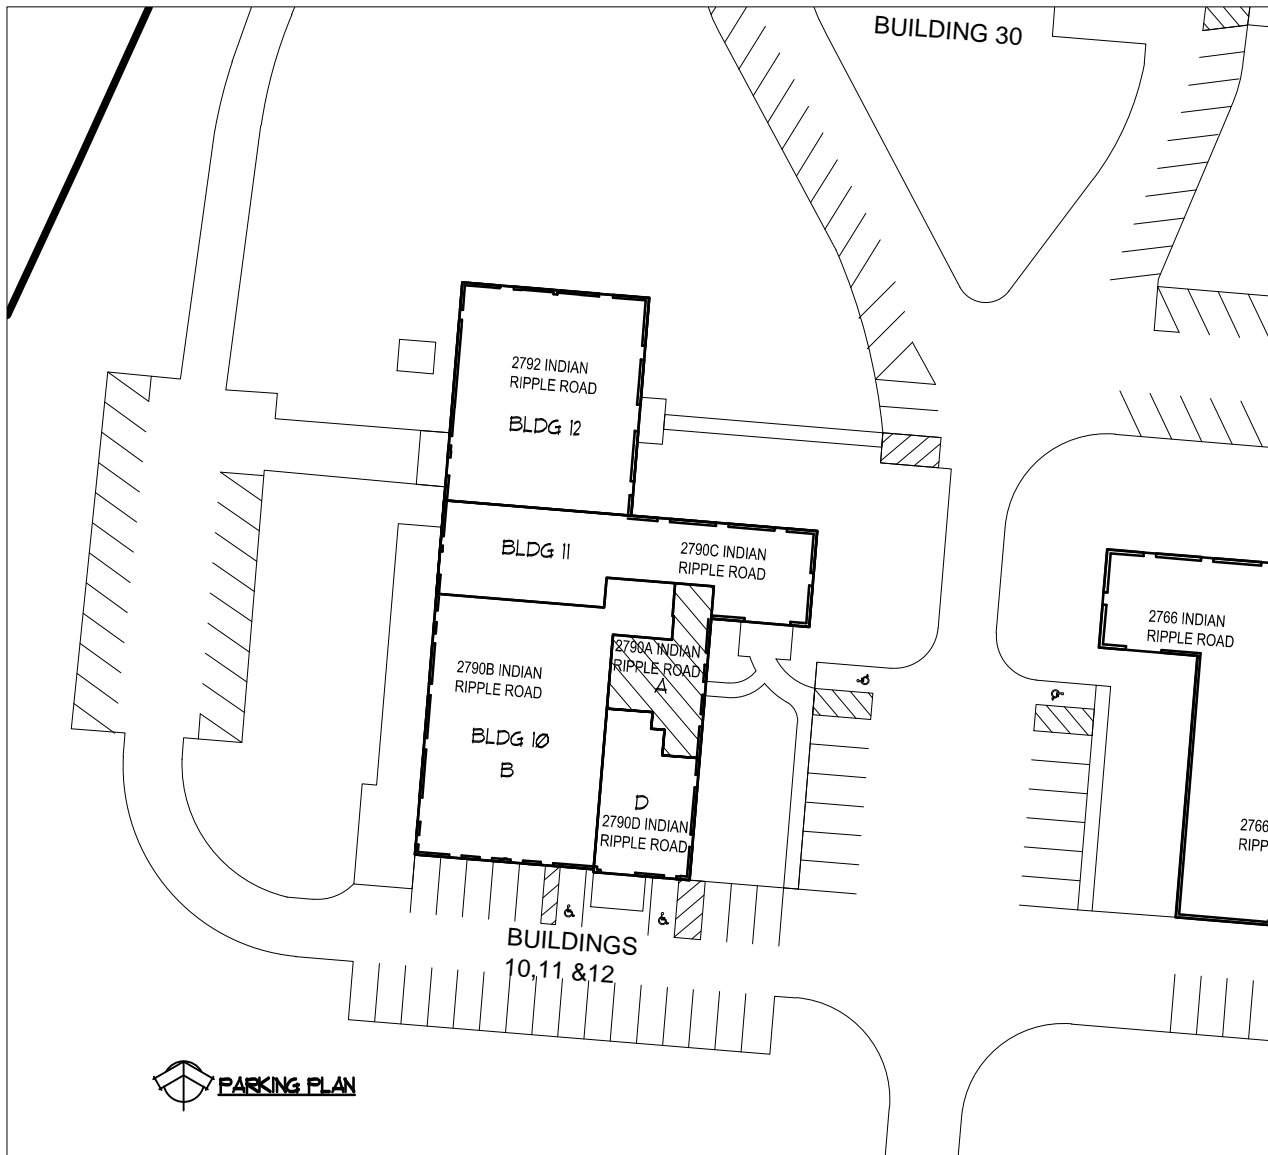 BUILDING 30
2792 INDIAN
RIPPLE ROAD
BLDG 12
BLDG 11
2790C INDIAN
RIPPLE ROAD
2766 INDIAN
RIPPLE ROAD
2790A INDIAN
RIPPLE ROAD
A
2790B INDIAN
RIPPLE ROAD
BLDG 10
B
D
2790D INDIAN
RIPPLE ROAD
2766
RIPP
BUILDINGS
10,11 &12
PARKING PLAN